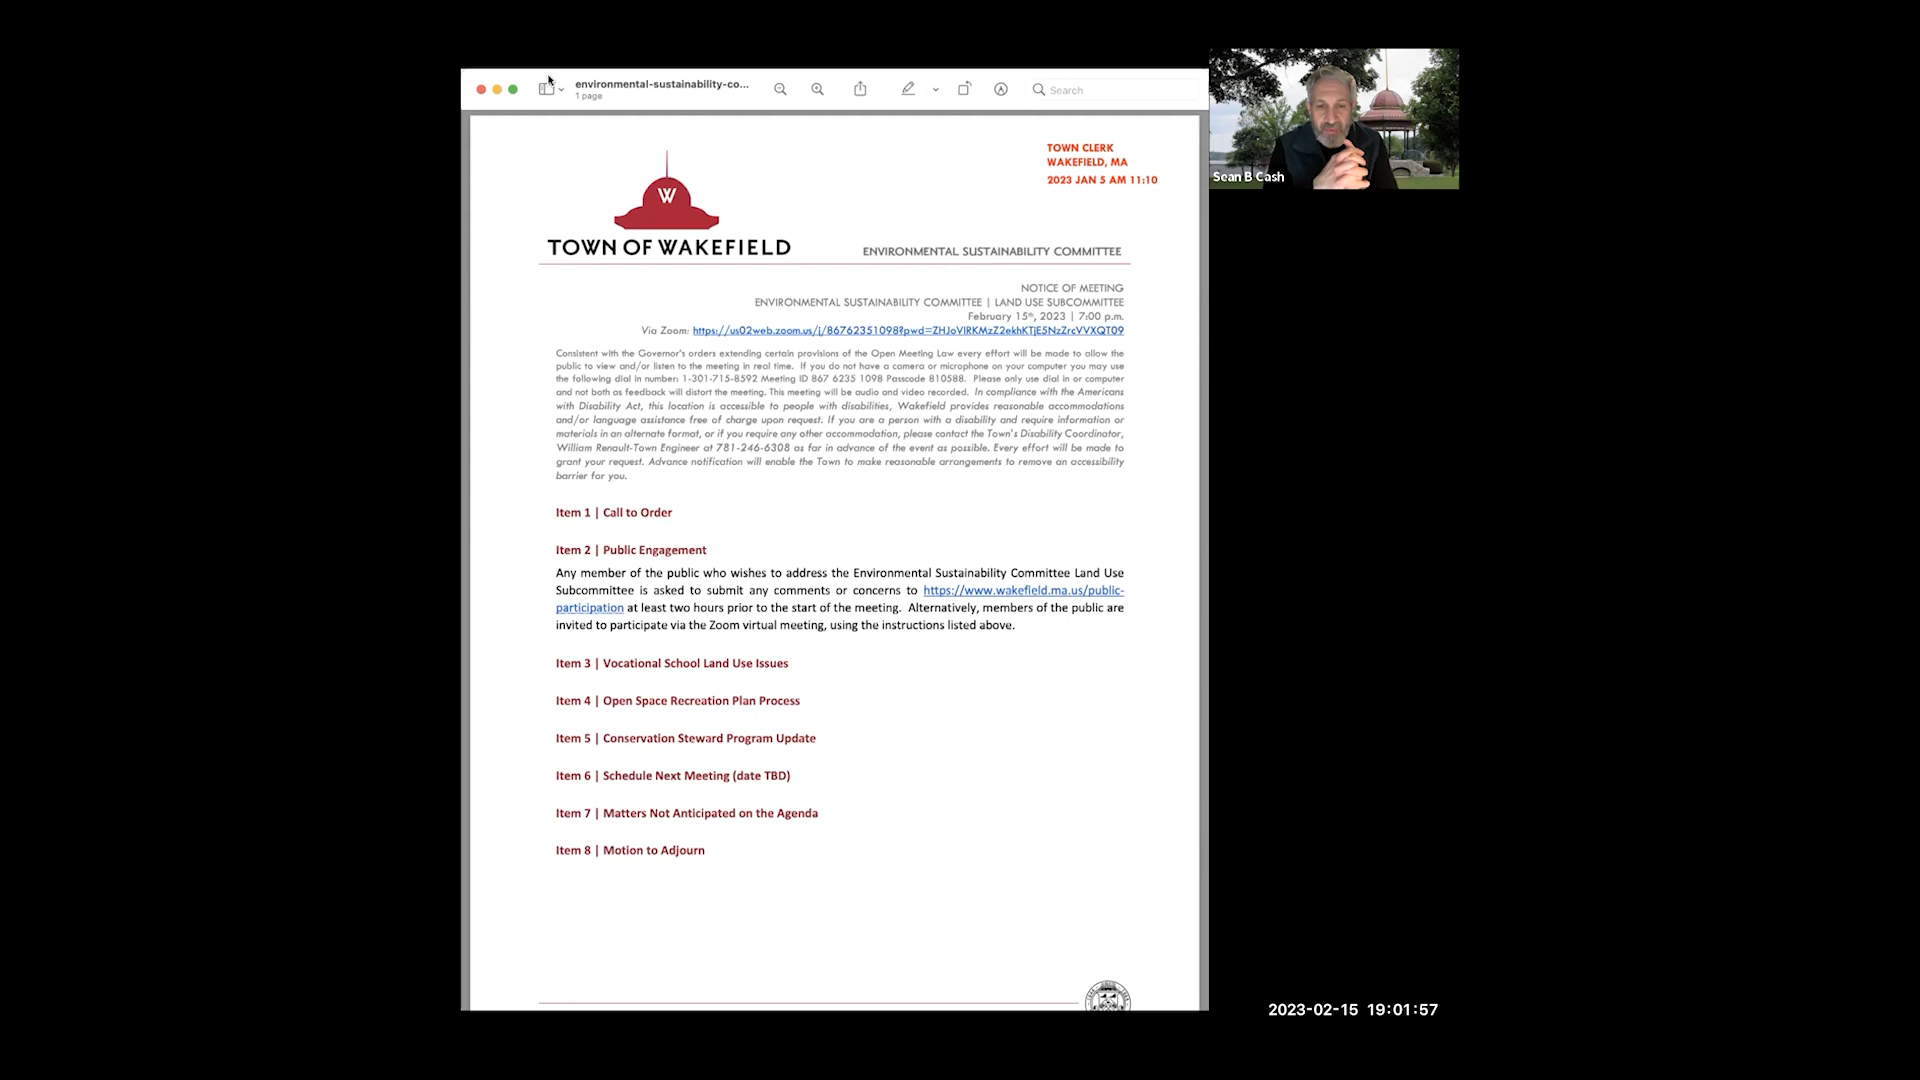 environmental-sustainability-co...
1 page
Search
Sean B Cash
TOWN CLERK
WAKEFIELD, MA
2023 JAN 5 AM 11:10
W
TOWN OF WAKEFIELD
ENVIRONMENTAL SUSTAINABILITY COMMITTEE
NOTICE OF MEETING
ENVIRONMENTAL SUSTAINABILITY COMMITTEE | LAND USE SUBCOMMITTEE
February 15th, 2023 | 7:00 p.m.
Via Zoom: https://us02web.zoom.us/j/86762351098?pwd=ZHJoVlRKMzZ2ekhKTjE5NzZrcVVXQT09
Consistent with the Governor's orders extending certain provisions of the Open Meeting Law every effort will be made to allow the
public to view and/or listen to the meeting in real time. If you do not have a camera or microphone on your computer you may use
the following dial in number: 1-301-715-8592 Meeting ID 867 6235 1098 Passcode 810588. Please only use dial in or computer
and not both as feedback will distort the meeting. This meeting will be audio and video recorded. In compliance with the Americans
with Disability Act, this location is accessible to people with disabilities, Wakefield provides reasonable accommodations
and/or language assistance free of charge upon request. If you are a person with a disability and require information or
materials in an alternate format, or if you require any other accommodation, please contact the Town's Disability Coordinator,
William Renault-Town Engineer at 781-246-6308 as far in advance of the event as possible. Every effort will be made to
grant your request. Advance notification will enable the Town to make reasonable arrangements to remove an accessibility
barrier for you.
Item 1 | Call to Order
Item 2 | Public Engagement
Any member of the public who wishes to address the Environmental Sustainability Committee Land Use
Subcommittee is asked to submit any comments or concerns to https://www.wakefield.ma.us/public-
participation at least two hours prior to the start of the meeting. Alternatively, members of the public are
invited to participate via the Zoom virtual meeting, using the instructions listed above.
Item 3 | Vocational School Land Use Issues
Item 4 | Open Space Recreation Plan Process
Item 5 | Conservation Steward Program Update
Item 6 | Schedule Next Meeting (date TBD)
Item 7 | Matters Not Anticipated on the Agenda
Item 8 | Motion to Adjourn
2023-02-15 19:01:57